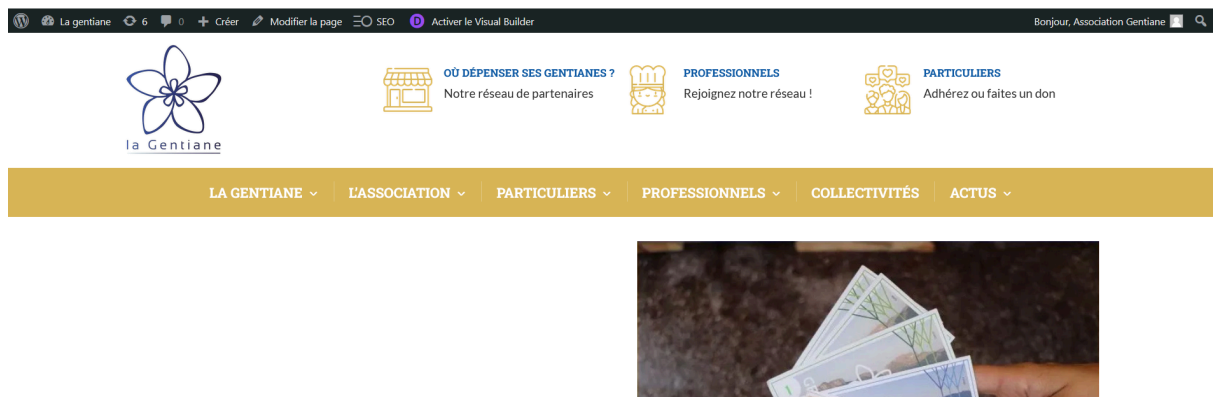 La gentiane 6 0 Créer Modifier la page SEO D Activer le Visual Builder Bonjour, Association Gentiane
OÙ DÉPENSER SES GENTIANES ?
Notre réseau de partenaires
PROFESSIONNELS
Rejoignez notre réseau !
PARTICULIERS
Adhérez ou faites un don
la Gentiane
LA GENTIANE L'ASSOCIATION PARTICULIERS PROFESSIONNELS COLLECTIVITÉS ACTUS
1